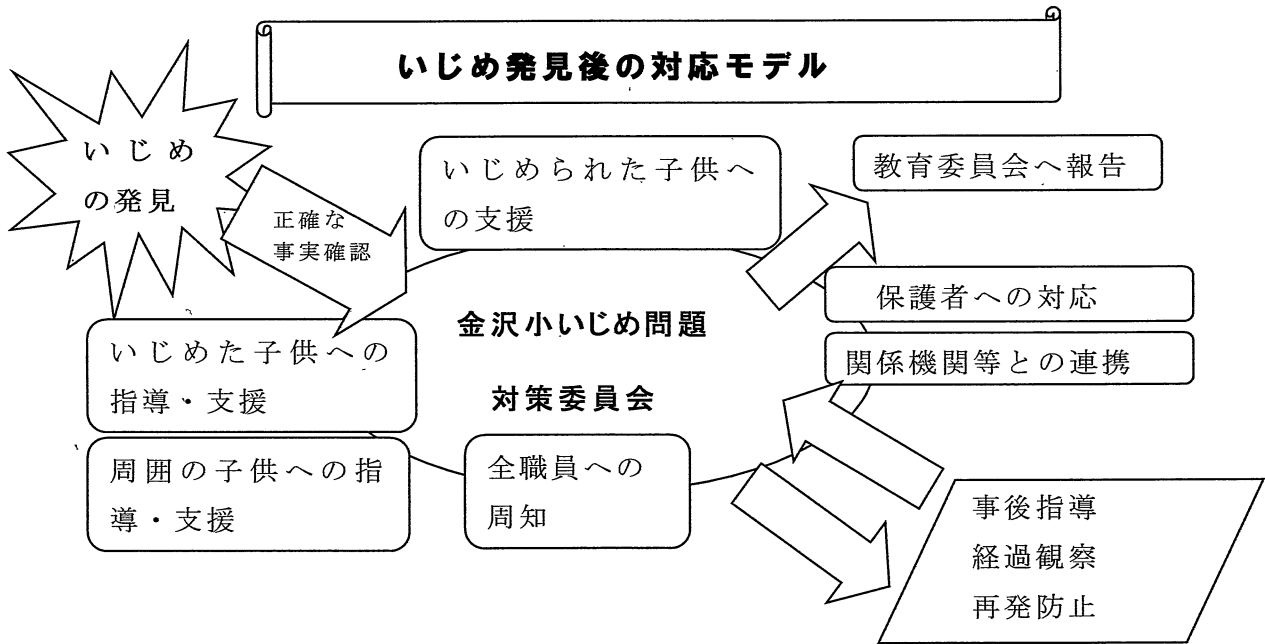 いじめ発見後の対応モデル
いじめ
の発見
正確な
事実確認
いじめられた子供へ
の支援
教育委員会へ報告
保護者への対応
関係機関等との連携
金沢小いじめ問題
対策委員会
いじめた子供への
指導・支援
周囲の子供への指
導・支援
全職員への
周知
事後指導
経過観察
再発防止